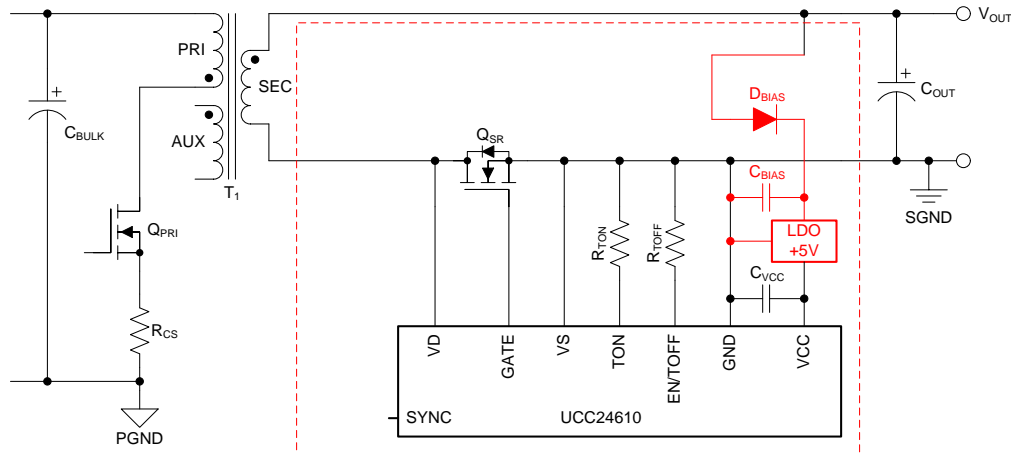 PRI
SEC
AUX
T1
CBULK
+
QPRI
RCS
PGND
QSR
RTON
RTOFF
DBIAS
CBIAS
LDO
+5V
CVCC
VOUT
+
COUT
SGND
VD
GATE
VS
TON
EN/TOFF
GND
VCC
SYNC
UCC24610